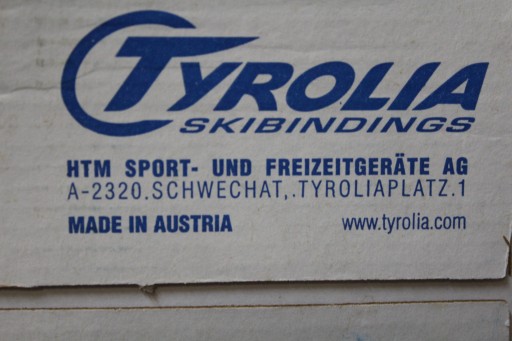 TYROLIA
SKIBINDINGS
HTM SPORT- UND FREIZEITGERÄTE AG
A-2320.SCHWECHAT,.TYROLIAPLATZ.1
MADE IN AUSTRIA www.tyrolia.com